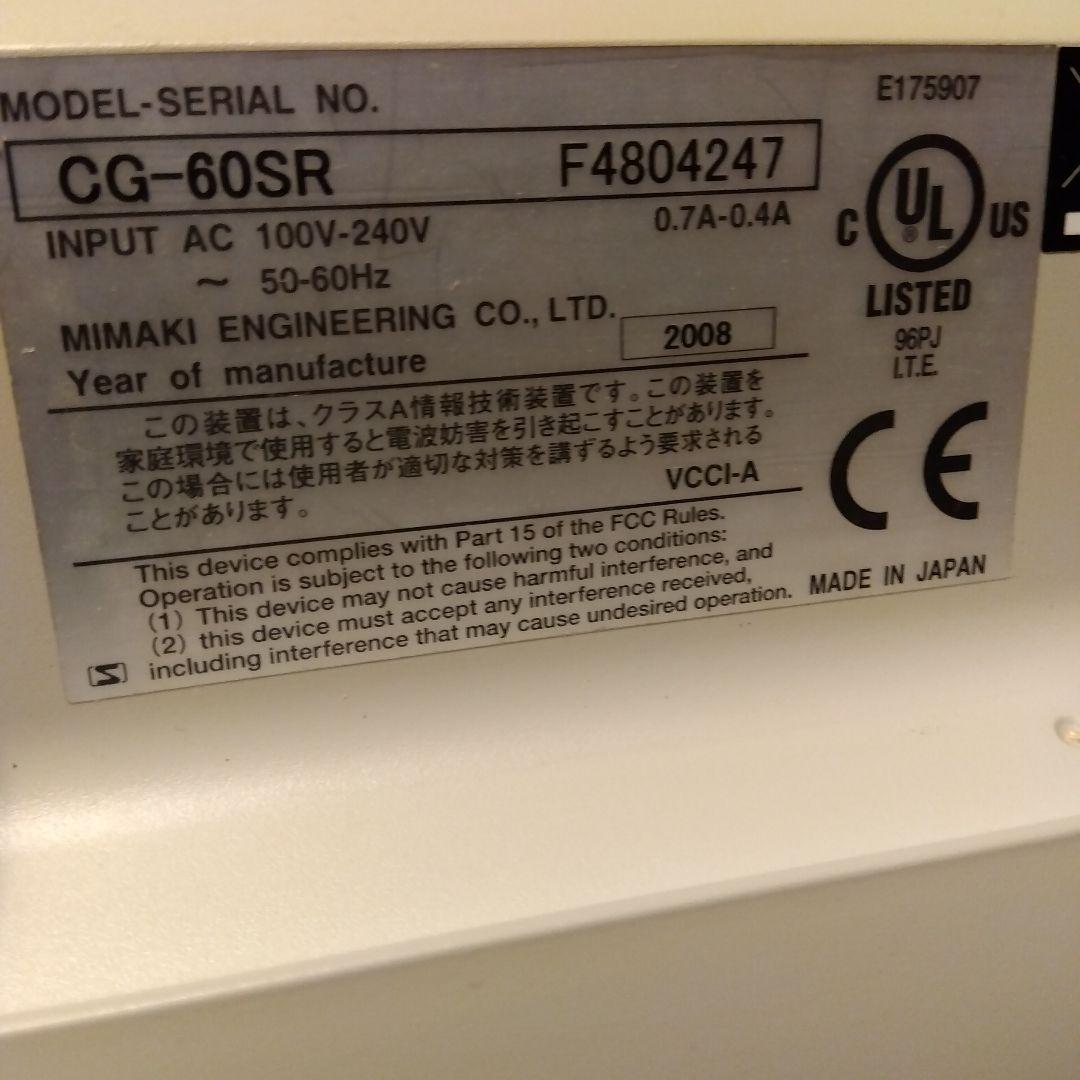 MODEL-SERIAL NO.
E175907
CG-60SR F4804247
INPUT AC 100V-240V 0.7A-0.4A
~ 50-60Hz
C UL ® US
LISTED
96PJ
I.T.E.
MIMAKI ENGINEERING CO., LTD.
Year of manufacture 2008
この装置は、クラスA情報技術装置です。この装置を
家庭環境で使用すると電波妨害を引き起こすことがあります。
この場合には使用者が適切な対策を講ずるよう要求される
ことがあります。
VCCI-A
CE
This device complies with Part 15 of the FCC Rules.
Operation is subject to the following two conditions:
(1) This device may not cause harmful interference, and
(2) this device must accept any interference received,
including interference that may cause undesired operation.
MADE IN JAPAN